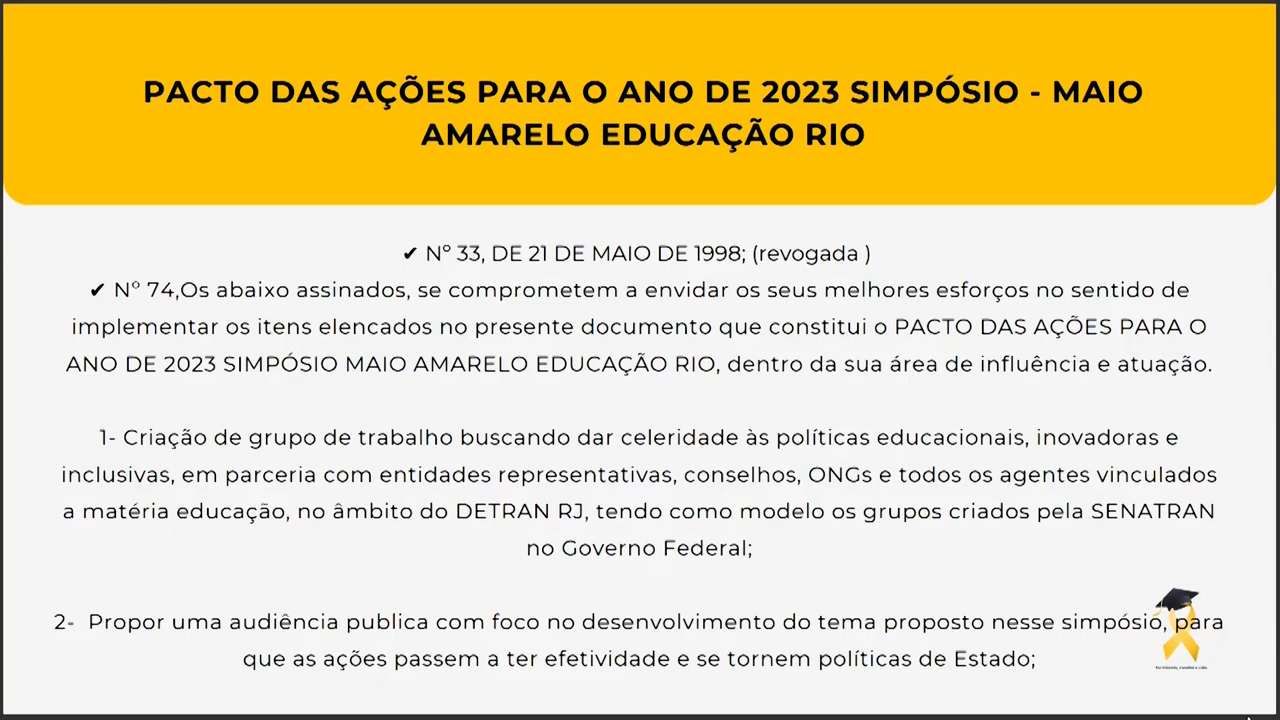 PACTO DAS AÇÕES PARA O ANO DE 2023 SIMPÓSIO - MAIO
AMARELO EDUCAÇÃO RIO
✔ Nº 33, DE 21 DE MAIO DE 1998; (revogada )
✔ Nº 74,Os abaixo assinados, se comprometem a envidar os seus melhores esforços no sentido de
implementar os itens elencados no presente documento que constitui o PACTO DAS AÇÕES PARA O
ANO DE 2023 SIMPÓSIO MAIO AMARELO EDUCAÇÃO RIO, dentro da sua área de influência e atuação.
1- Criação de grupo de trabalho buscando dar celeridade às políticas educacionais, inovadoras e
inclusivas, em parceria com entidades representativas, conselhos, ONGs e todos os agentes vinculados
a matéria educação, no âmbito do DETRAN RJ, tendo como modelo os grupos criados pela SENATRAN
no Governo Federal;
2- Propor uma audiência publica com foco no desenvolvimento do tema proposto nesse simpósio, para
que as ações passem a ter efetividade e se tornem políticas de Estado;